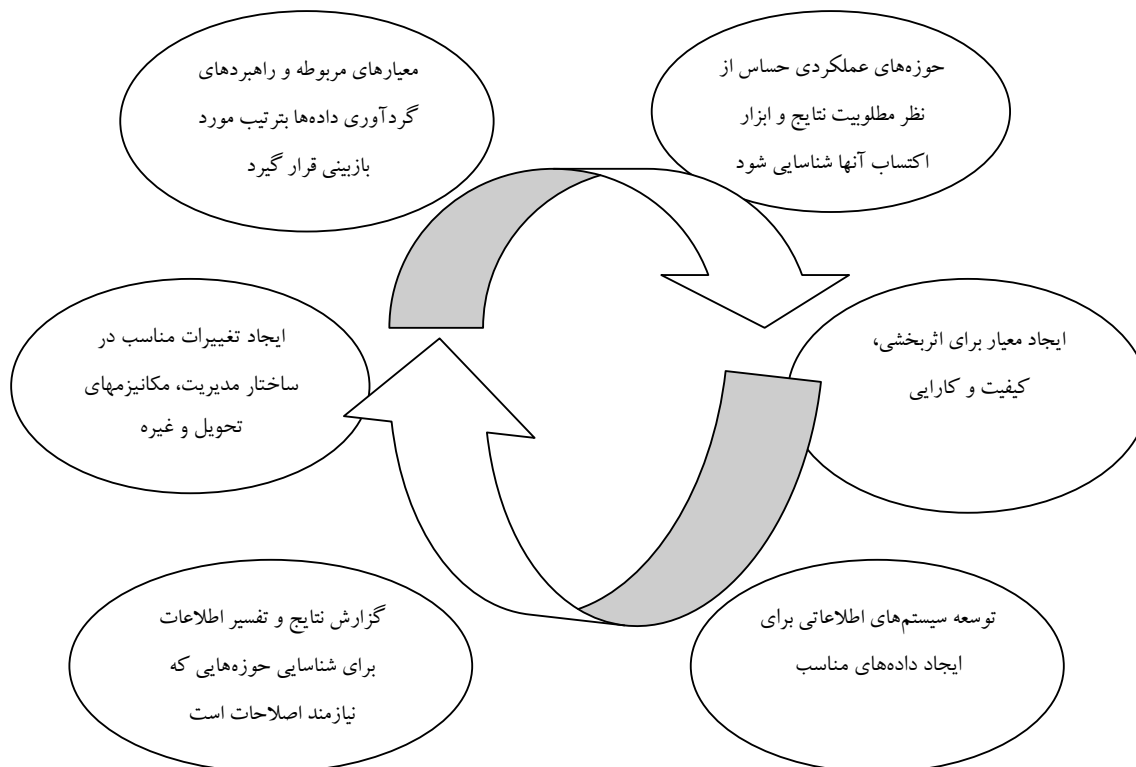 حوزه‌های عملکردی حساس از
نظر مطلوبیت نتایج و ابزار
اکتساب آنها شناسایی شود
معیارهای مربوطه و راهبردهای
گردآوری داده‌ها بترتیب مورد
بازبینی قرار گیرد
ایجاد معیار برای اثربخشی،
کیفیت و کارایی
ایجاد تغییرات مناسب در
ساختار مدیریت، مکانیزمهای
تحویل و غیره
توسعه سیستم‌های اطلاعاتی برای
ایجاد داده‌های مناسب
گزارش نتایج و تفسیر اطلاعات
برای شناسایی حوزه‌هایی که
نیازمند اصلاحات است